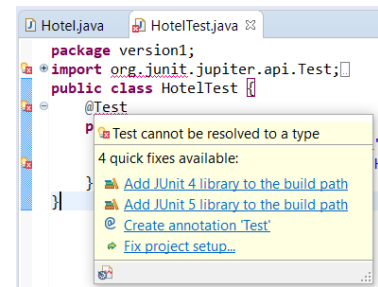 Hotel.java
HotelTest.java
package version1;
import org.junit.jupiter.api.Test;
public class HotelTest {
@Test
p
Test cannot be resolved to a type
4 quick fixes available:
Add JUnit 4 library to the build path
Add JUnit 5 library to the build path
Create annotation 'Test'
Fix project setup...
}
}